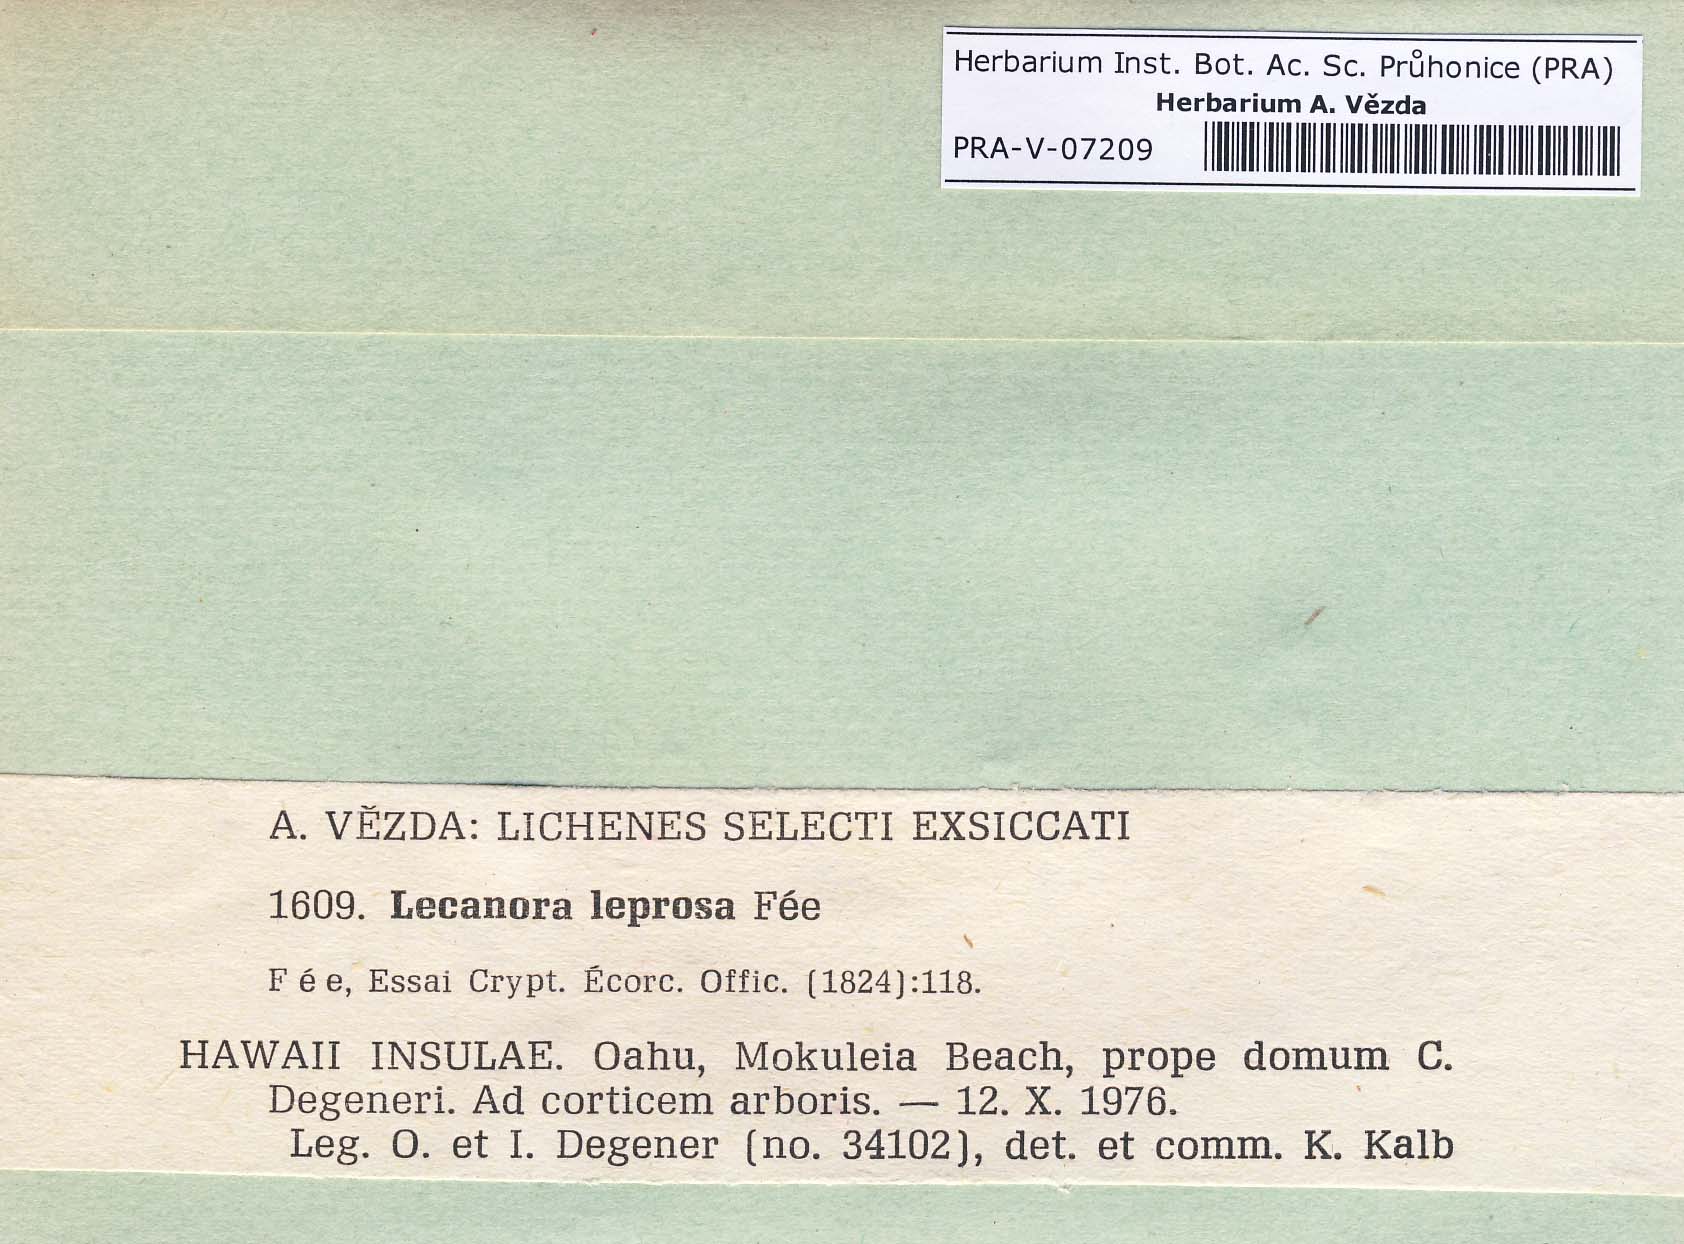 Herbarium Inst. Bot. Ac. Sc. Průhonice (PRA)
Herbarium A. Vězda
PRA-V-07209
A. VĚZDA: LICHENES SELECTI EXSICCATI
1609. Lecanora leprosa Fée
Fée, Essai Crypt. Écorc. Offic. (1824):118.
HAWAII INSULAE. Oahu, Mokuleia Beach, prope domum C.
Degeneri. Ad corticem arboris. — 12. X. 1976.
Leg. O. et I. Degener (no. 34102), det. et comm. K. Kalb